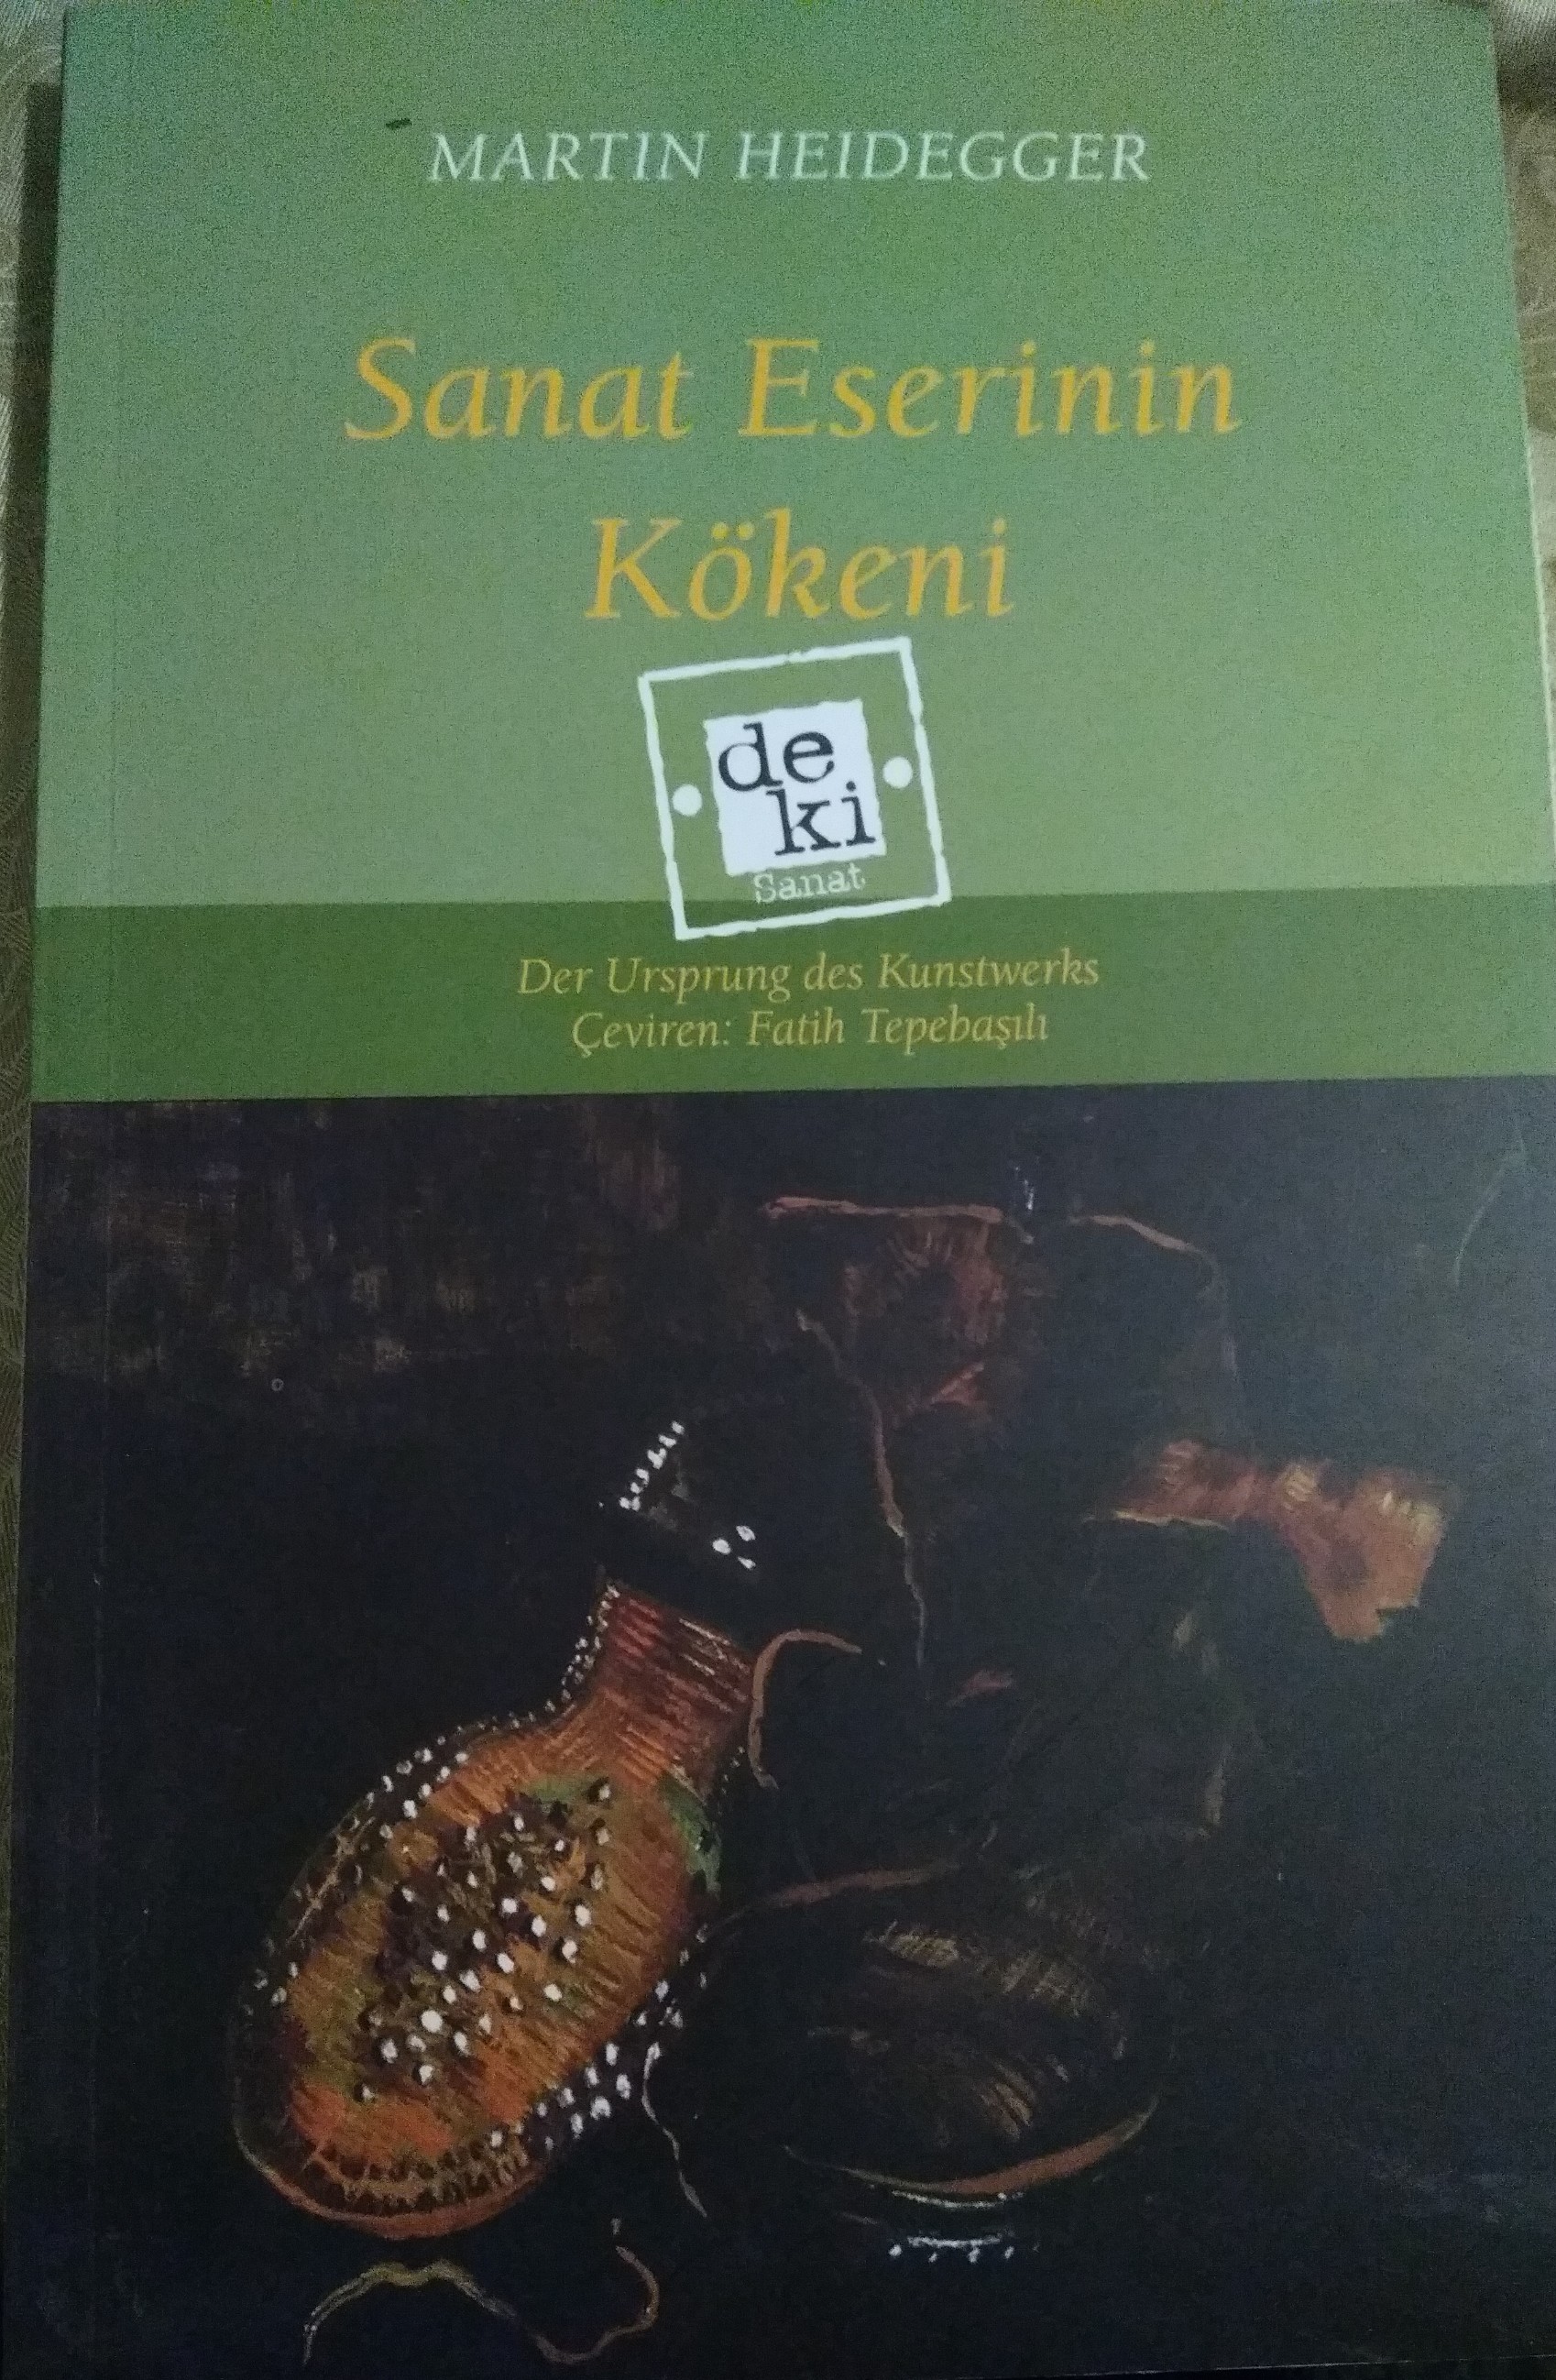 MARTIN HEIDEGGER
Sanat Eserinin
Kökeni
de
ki
Sanat
Der Ursprung des Kunstwerks
Çeviren: Fatih Tepebaşılı